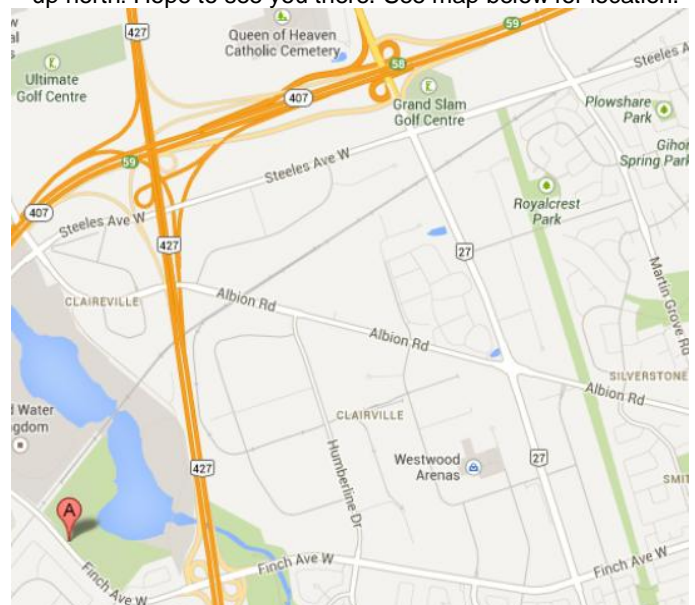 up north. Hope to see you there. See map below for location.
427
59
Queen of Heaven
Catholic Cemetery
58
Ultimate
Golf Centre
407
Grand Slam
Golf Centre
Steeles A
Plowshare
Park
59
Steeles Ave W
Gihon
Spring Park
Royalcrest
Park
407
Steeles Ave W
427
27
Martin Grove Rd
CLAIREVILLE
Albion Rd
Albion Rd
SILVERSTONE
Albion Rd
d Water
gdom
CLAIRVILLE
Humberline Dr
427
Westwood
Arenas
27
SMIT
A
Finch Ave W
Finch Ave W
Finch Ave W